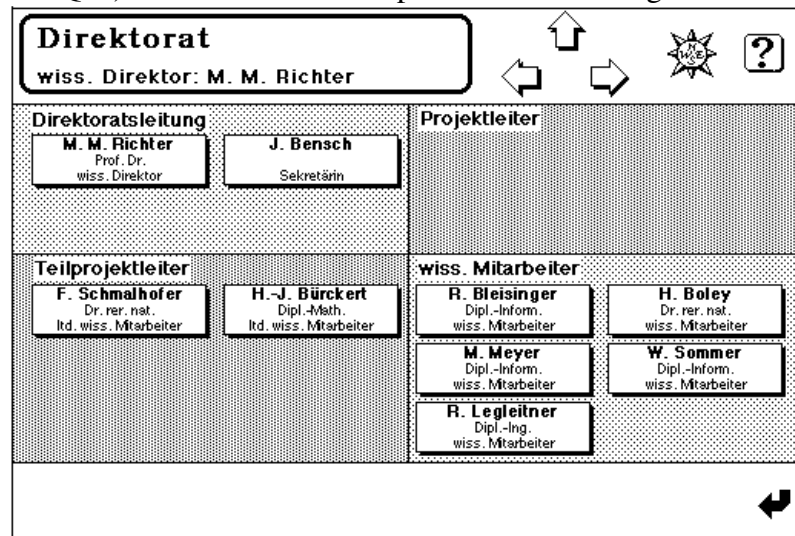 Direktorat
wiss. Direktor: M. M. Richter
?
Direktoratsleitung
M. M. Richter
Prof. Dr.
wiss. Direktor
J. Bensch
Sekretärin
Projektleiter
Teilprojektleiter
F. Schmalhofer
Dr. rer. nat.
ltd. wiss. Mitarbeiter
H.-J. Bürckert
Dipl.-Math.
ltd. wiss. Mitarbeiter
wiss. Mitarbeiter
R. Bleisinger
Dipl.-Inform.
wiss. Mitarbeiter
H. Boley
Dr. rer. nat.
wiss. Mitarbeiter
M. Meyer
Dipl.-Inform.
wiss. Mitarbeiter
W. Sommer
Dipl.-Inform.
wiss. Mitarbeiter
R. Legleitner
Dipl.-Ing.
wiss. Mitarbeiter